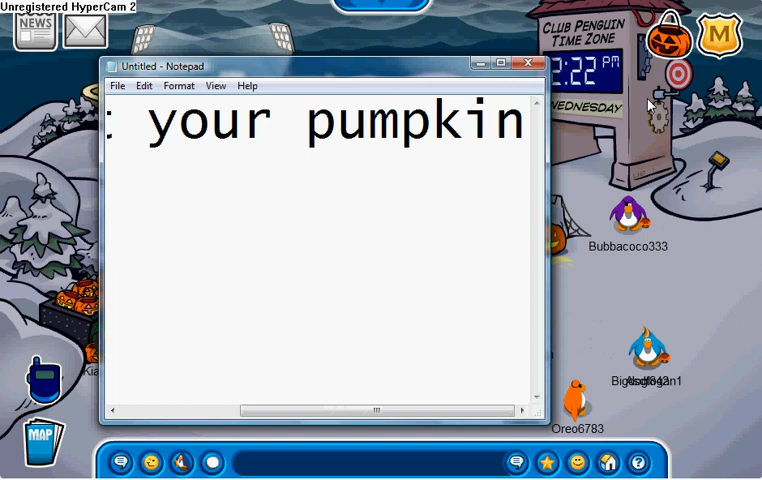 Unregistered HyperCam 2
NEWS
CLUB PENGUIN
TIME ZONE
2:22 PM
WEDNESDAY
M
Untitled - Notepad
File Edit Format View Help
t your pumpkin
Bubbacoco333
Oreo6783
MAP